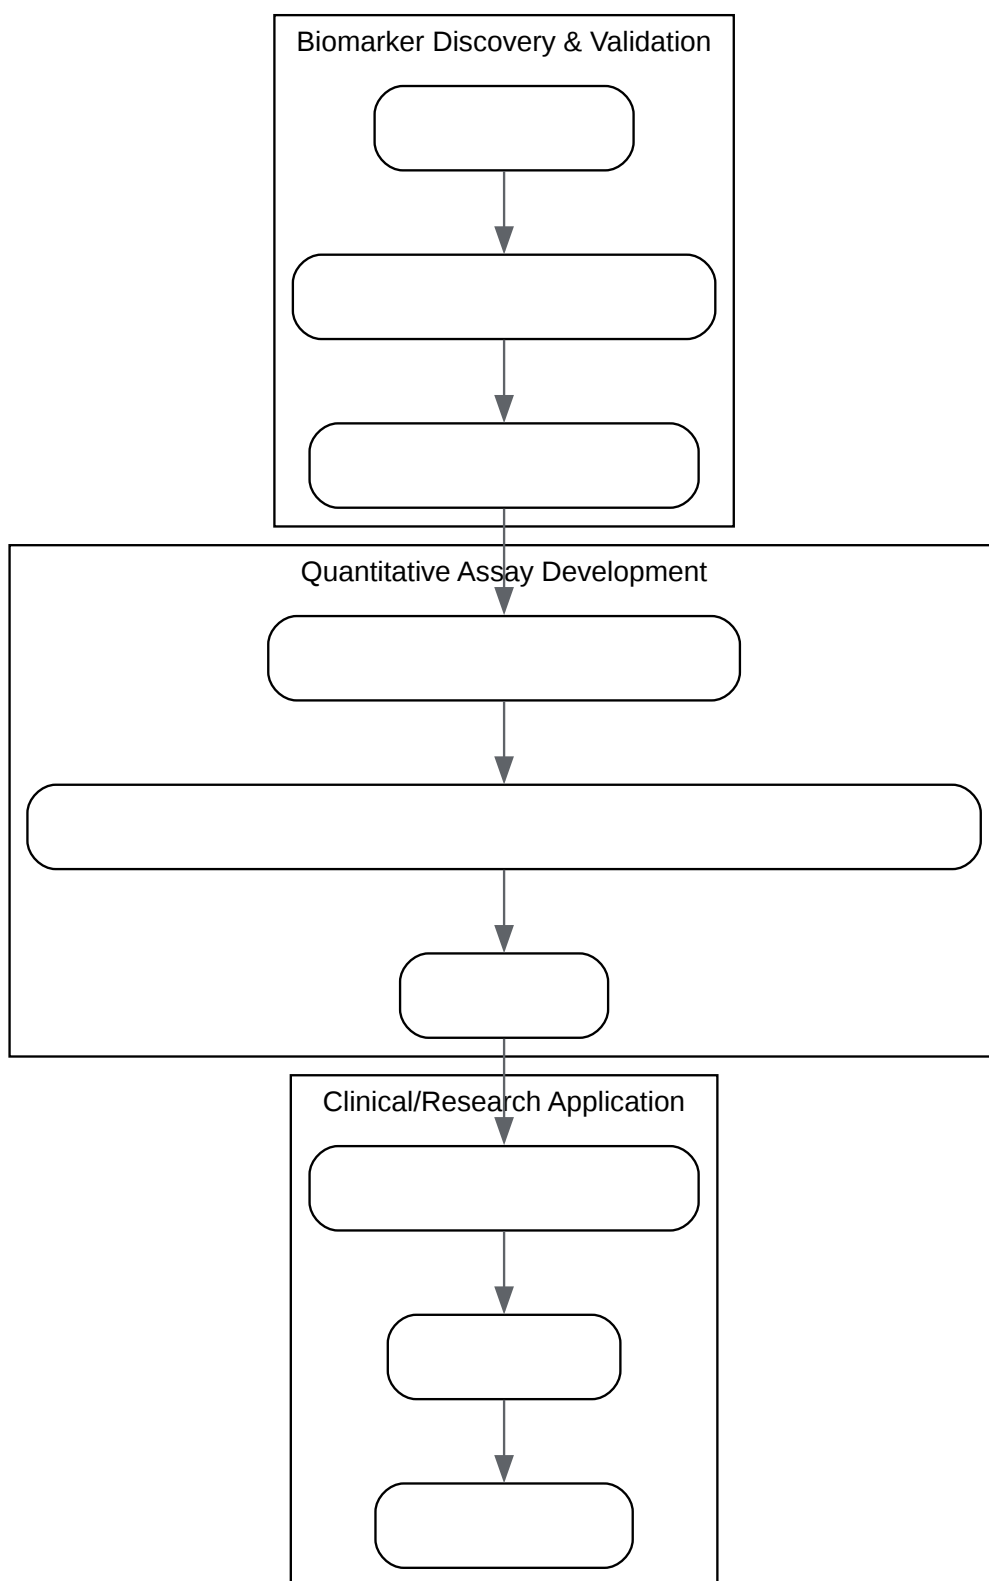 Biomarker Discovery & Validation
Quantitative Assay Development
Clinical/Research Application